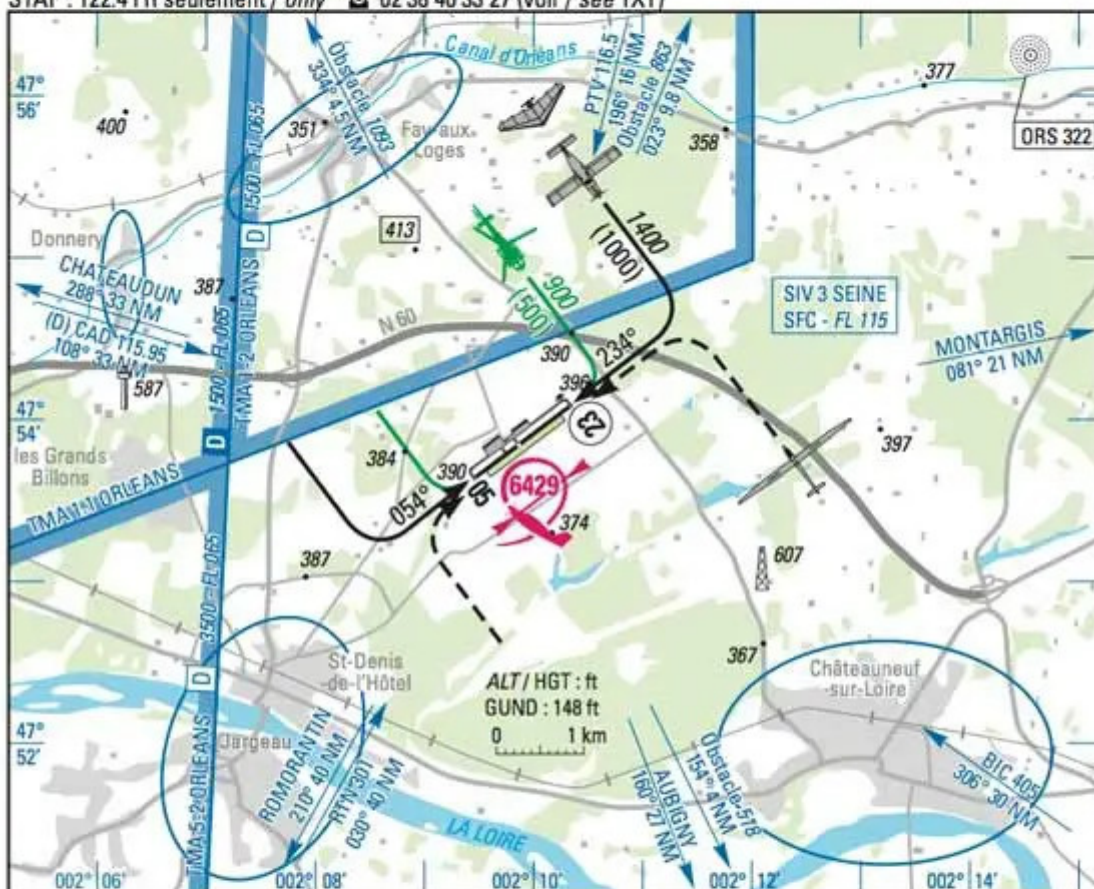 STAP : 122.4 FR seulement / only 02 38 46 33 27 (voir / see TXT)
Canal d'Orléans
47°
56'
400
351
Obstacle 1093
334° 4.5 NM
Fay-aux-
Loges
PTV 116.5
196° 16 NM
Obstacle 863
023° 9.8 NM
358
377
ORS 322
1500 - FL 065
D
TMA 1-2 ORLEANS
413
Donnery
CHATEAUDUN
288° 33 NM
(D) CAD 115.95
108° 33 NM
387
1400
(1000)
900
(500)
SIV 3 SEINE
SFC - FL 115
MONTARGIS
081° 21 NM
N 60
390
234°
396
23
587
47°
54'
les Grands
Billons
D
1500 - FL 065
TMA 1-1 ORLEANS
384
390
054°
05
6429
374
397
387
607
3500 - FL 065
D
TMA 5-2 ORLEANS
367
St-Denis
-de-l'Hôtel
Châteauneuf
-sur-Loire
ALT / HGT : ft
GUND : 148 ft
0 1 km
47°
52'
Jargeau
ROMORANTIN
210° 40 NM
030° 40 NM
LA LOIRE
Obstacle 518
154° 4 NM
AUBIGNY
160° 27 NM
BIC 405
306° 30 NM
002° 06'
002° 08'
002° 10'
002° 12'
002° 14'